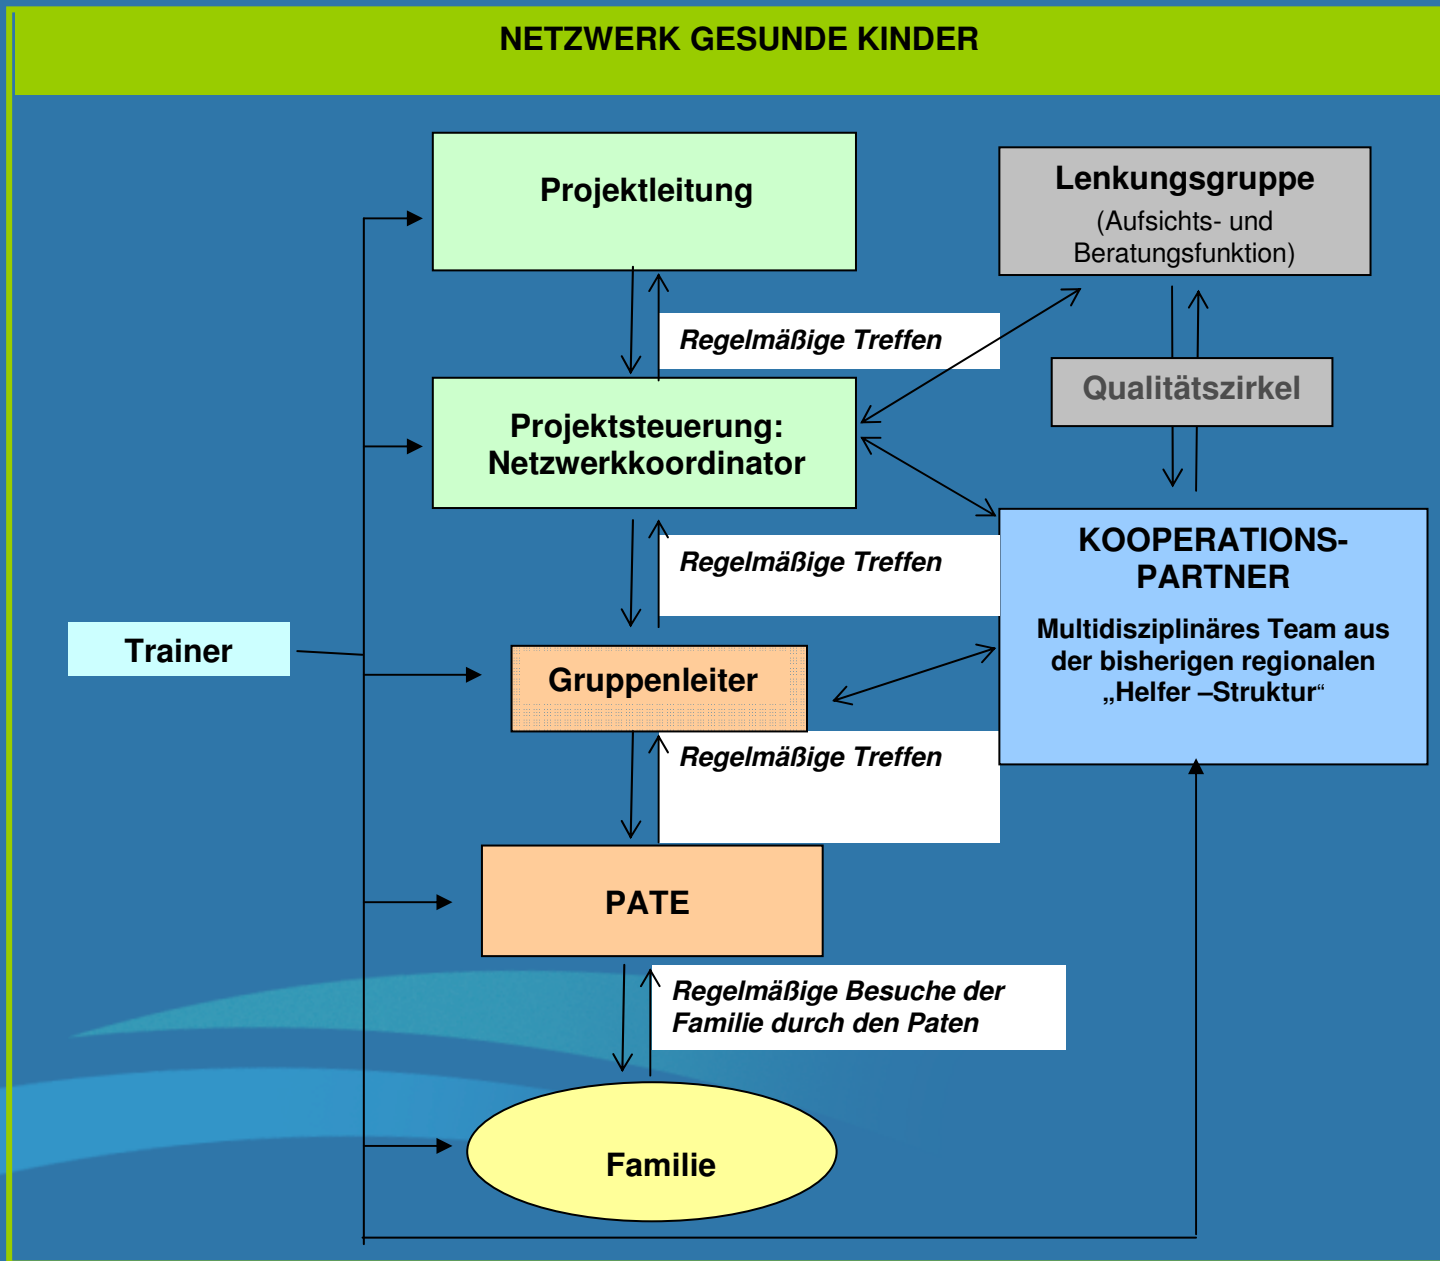 NETZWERK GESUNDE KINDER
Projektleitung
Lenkungsgruppe
(Aufsichts- und
Beratungsfunktion)
Regelmäßige Treffen
Qualitätszirkel
Projektsteuerung:
Netzwerkkoordinator
Regelmäßige Treffen
KOOPERATIONS-
PARTNER
Multidisziplinäres Team aus
der bisherigen regionalen
„Helfer –Struktur“
Trainer
Gruppenleiter
Regelmäßige Treffen
PATE
Regelmäßige Besuche der
Familie durch den Paten
Familie